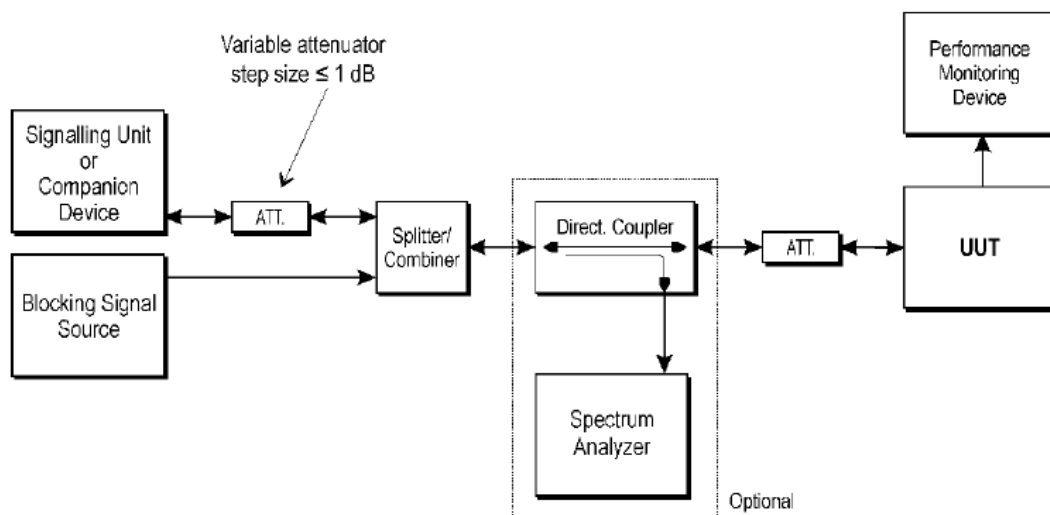 Variable attenuator
step size ≤ 1 dB
Performance
Monitoring
Device
Signalling Unit
or
Companion
Device
ATT.
Splitter/
Combiner
Direct. Coupler
ATT.
UUT
Blocking Signal
Source
Spectrum
Analyzer
Optional